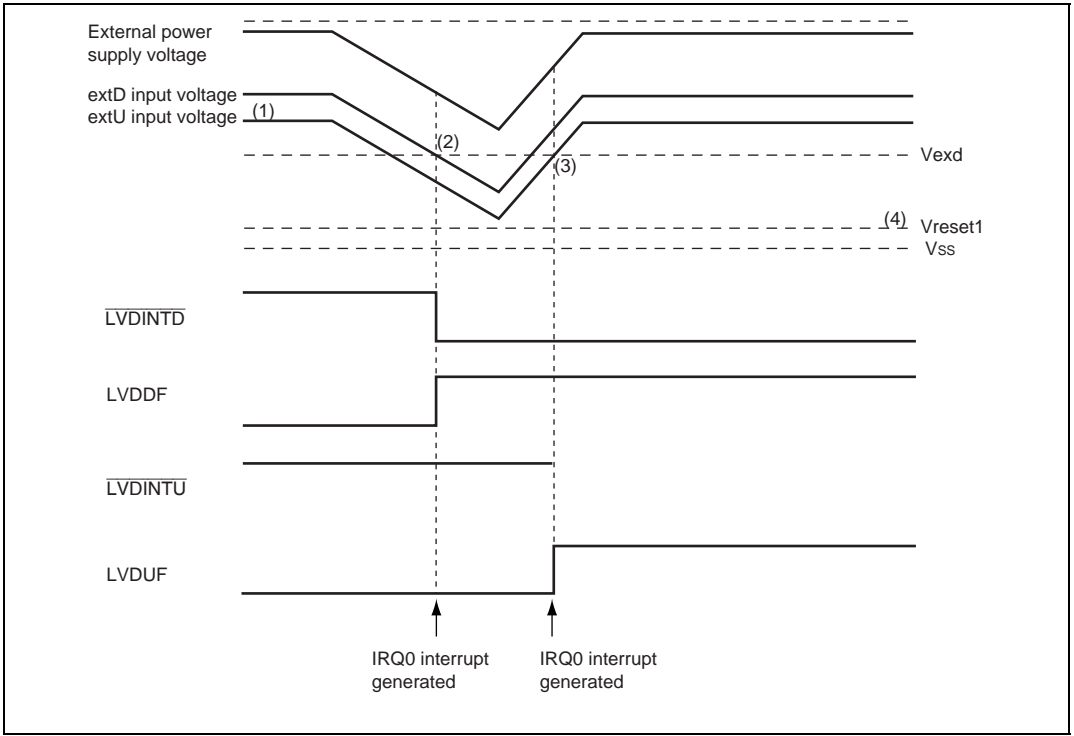 External power
supply voltage
extD input voltage
extU input voltage
(1)
(2)
(3)
Vexd
(4)
Vreset1
Vss
LVDINTD
LVDDF
LVDINTU
LVDUF
IRQ0 interrupt
generated
IRQ0 interrupt
generated